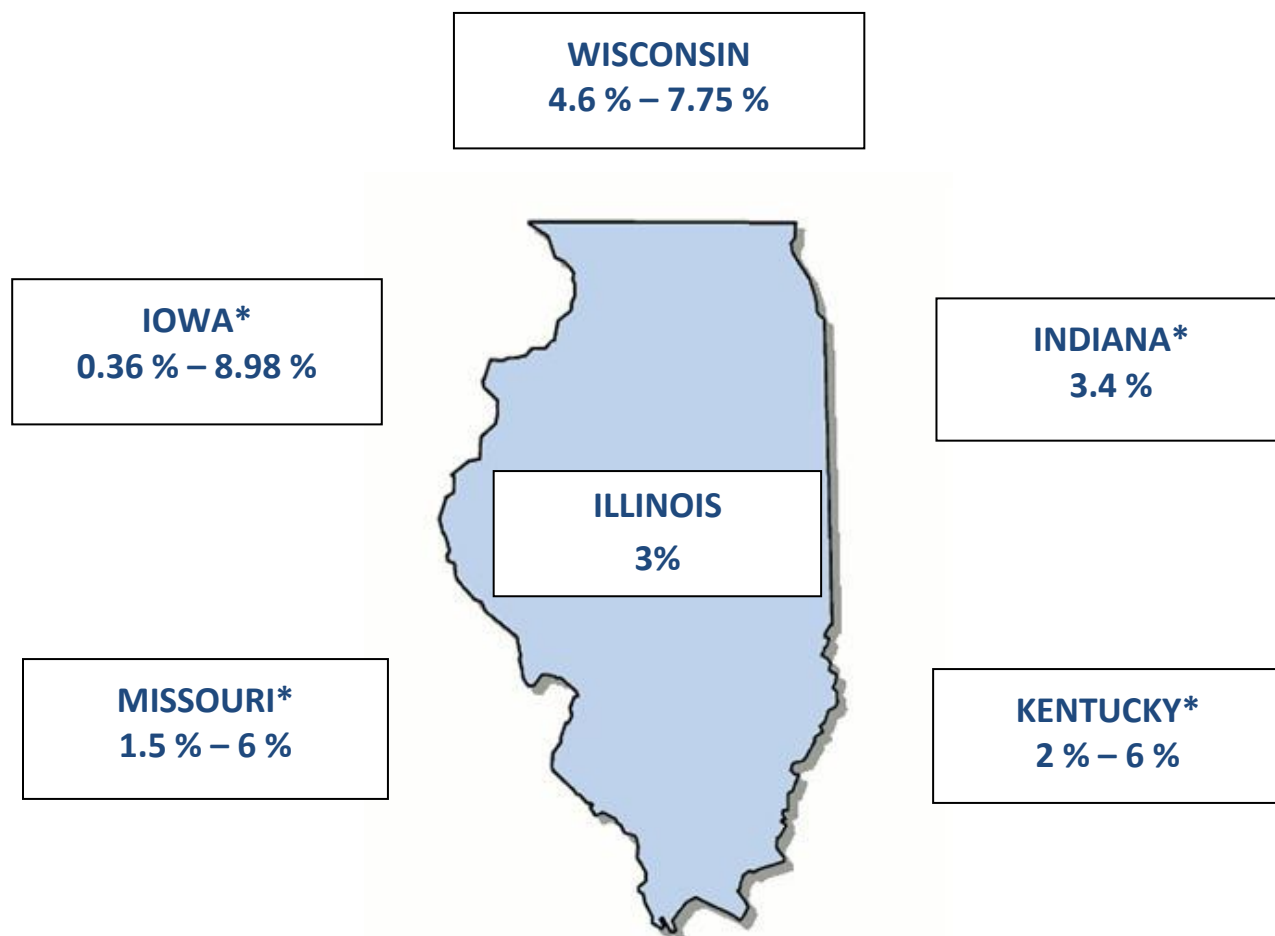 WISCONSIN
4.6 % – 7.75 %
IOWA*
0.36 % – 8.98 %
INDIANA*
3.4 %
ILLINOIS
3%
MISSOURI*
1.5 % – 6 %
KENTUCKY*
2 % – 6 %